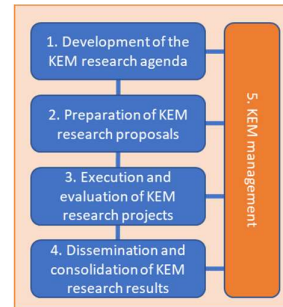 1. Development of the
KEM research agenda
2. Preparation of KEM
research proposals
3. Execution and
evaluation of KEM
research projects
4. Dissemination and
consolidation of KEM
research results
5. KEM management